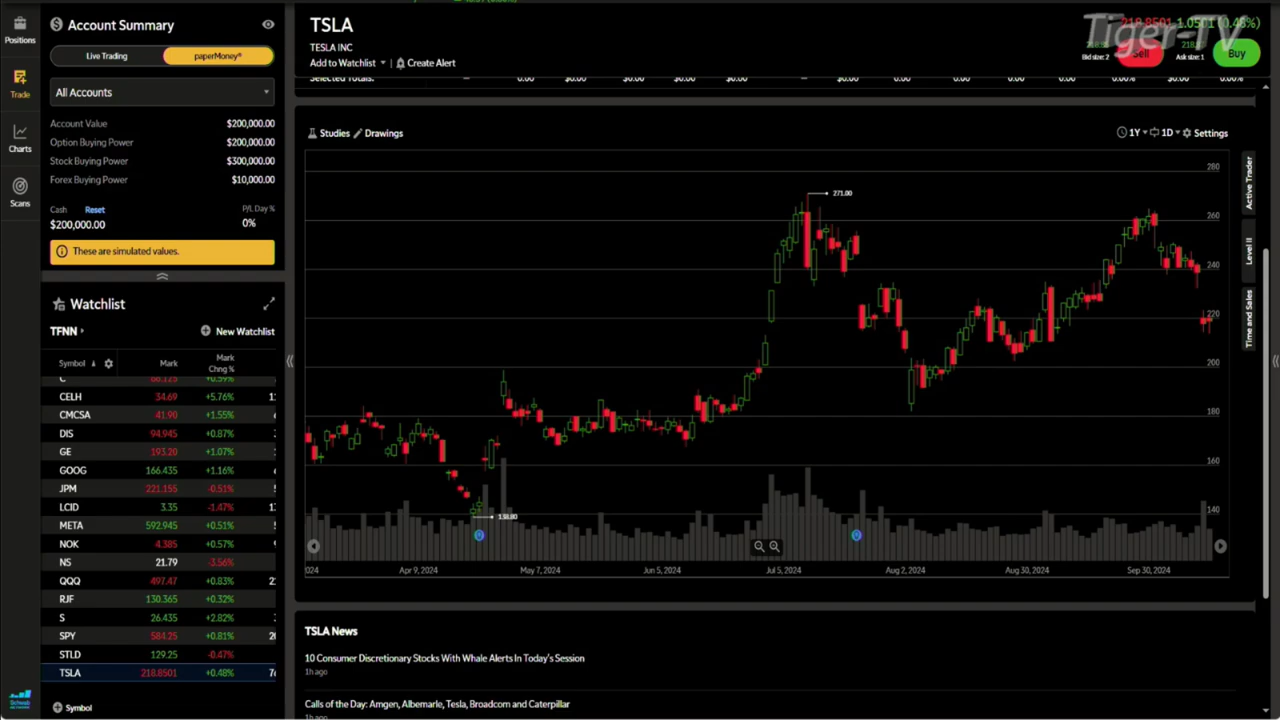 Positions
Trade
Charts
Scans
Account Summary
Live Trading
paperMoney®
All Accounts
Account Value $200,000.00
Option Buying Power $200,000.00
Stock Buying Power $300,000.00
Forex Buying Power $10,000.00
Cash Reset P/L Day %
$200,000.00 0%
These are simulated values.
Watchlist
TFNN New Watchlist
Symbol Mark Mark Chng %
C 66.125 +0.59%
CELH 34.69 +5.76%
CMCSA 41.90 +1.55%
DIS 94.945 +0.87%
GE 193.20 +1.07%
GOOG 166.435 +1.16%
JPM 221.155 -0.51%
LCID 3.35 -1.47%
META 592.945 +0.51%
NOK 4.385 +0.57%
NS 21.79 -3.56%
QQQ 497.47 +0.83%
RJF 130.365 +0.32%
S 26.435 +2.82%
SPY 584.25 +0.81%
STLD 129.25 -0.47%
TSLA 218.8501 +0.48%
Symbol
Schwab
TSLA
TESLA INC
Add to Watchlist Create Alert
Tiger-TV
218.8501 1.0501 (0.48%)
Bid size: 2 Sell Ask size: 1 Buy
Selected Totals: – 0.00 $0.00 $0.00 $0.00 0.00 0.00 $0.00 $0.00 0.00%
Studies Drawings
1Y 1D Settings
271.00
138.80
280
260
240
220
200
180
160
140
Apr 9, 2024 May 7, 2024 Jun 5, 2024 Jul 5, 2024 Aug 2, 2024 Aug 30, 2024 Sep 30, 2024
Active Trader
Level II
Time and Sales
TSLA News
10 Consumer Discretionary Stocks With Whale Alerts In Today's Session
1h ago
Calls of the Day: Amgen, Albemarle, Tesla, Broadcom and Caterpillar
1h ago